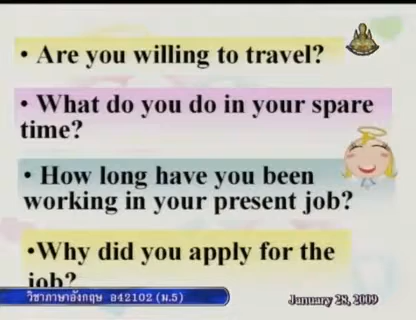 • Are you willing to travel?
• What do you do in your spare
time?
• How long have you been
working in your present job?
•Why did you apply for the
job?
วิชาภาษาอังกฤษ อ42102 (ม.5)
January 28, 2009